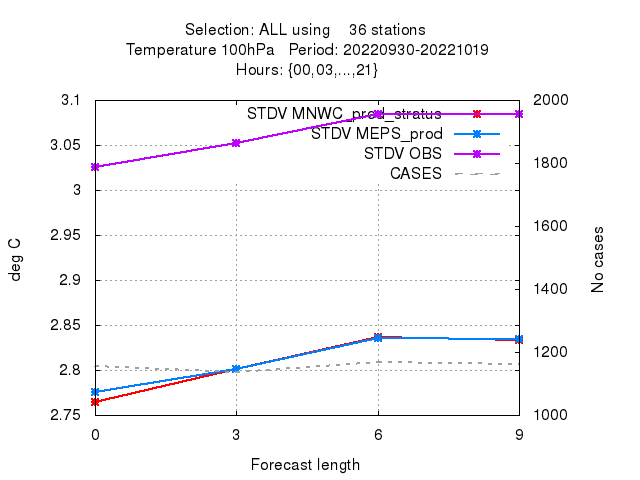 Selection: ALL using 36 stations
Temperature 100hPa Period: 20220930-20221019
Hours: {00,03,...,21}
3.1
3.05
3
2.95
2.9
2.85
2.8
2.75
deg C
STDV MNWC_prod_stratus
STDV MEPS_prod
STDV OBS
CASES
2000
1800
1600
1400
1200
1000
No cases
0 3 6 9
Forecast length